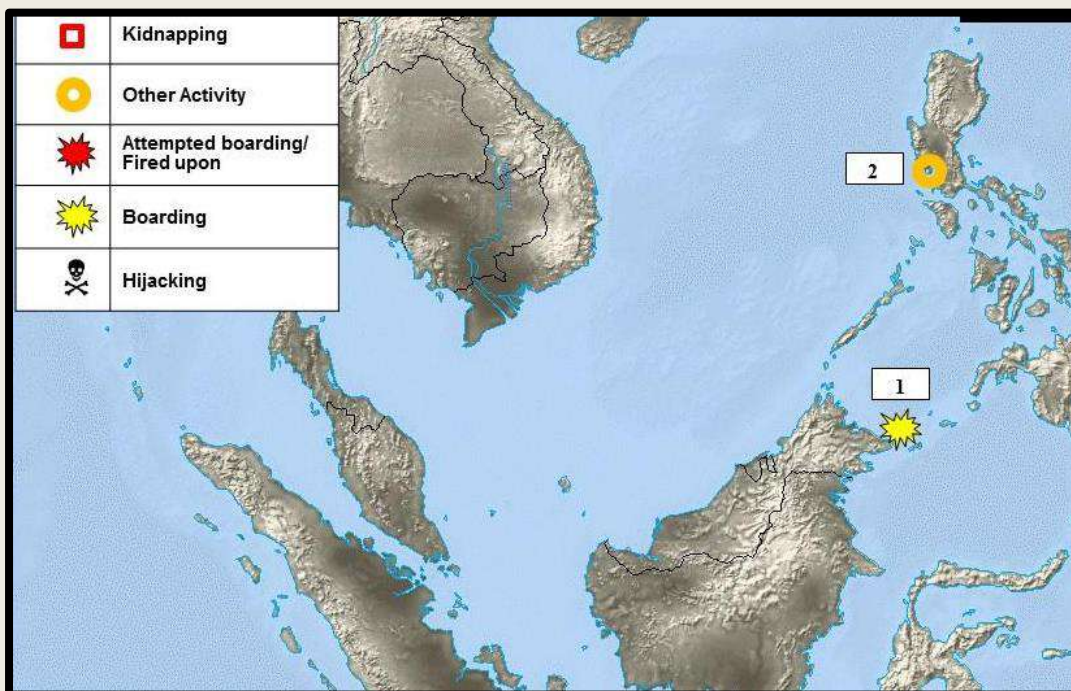 Kidnapping
Other Activity
Attempted boarding/
Fired upon
Boarding
Hijacking
2
1